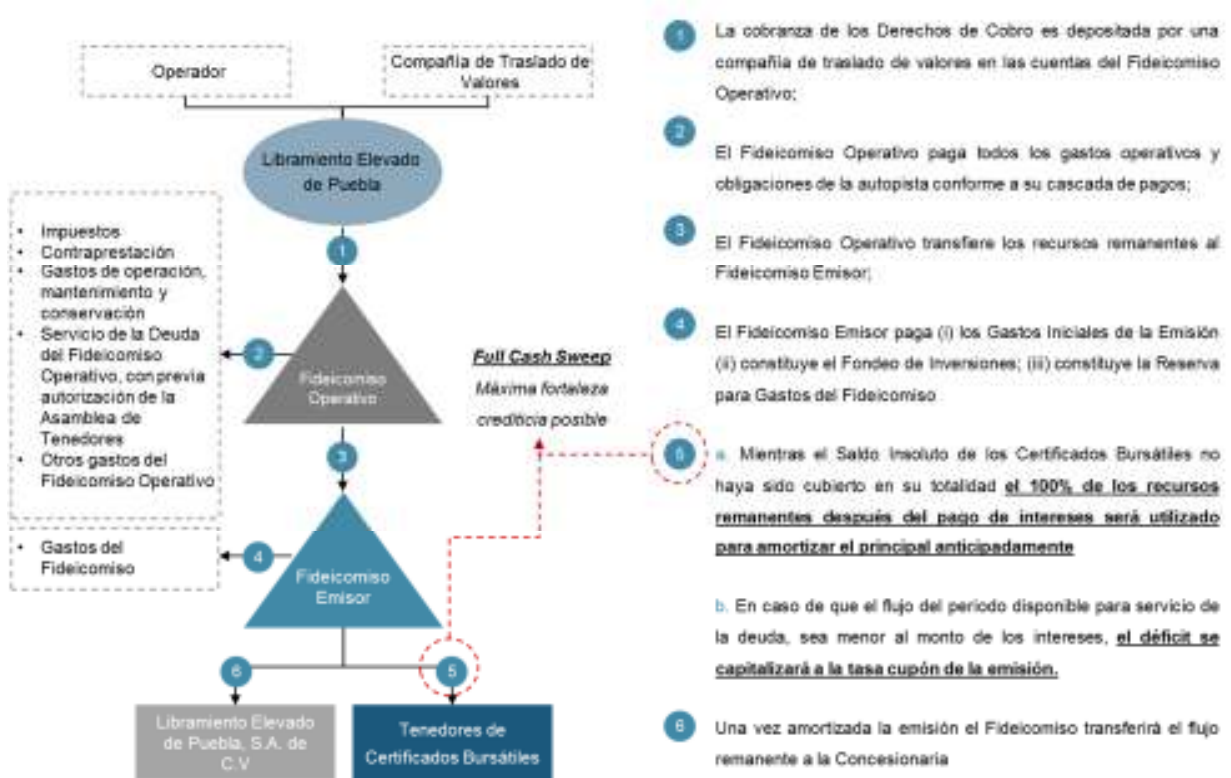 Operador
Compañía de Traslado de
Valores
Libramiento Elevado
de Puebla
1
• Impuestos
• Contraprestación
• Gastos de operación,
mantenimiento y
conservación
• Servicio de la Deuda
del Fideicomiso
Operativo, con previa
autorización de la
Asamblea de
Tenedores
• Otros gastos del
Fideicomiso Operativo
2
Fideicomiso
Operativo
Full Cash Sweep
Máxima fortaleza
crediticia posible
3
• Gastos del
Fideicomiso
4
Fideicomiso
Emisor
6
5
Libramiento Elevado
de Puebla, S.A. de
C.V
Tenedores de
Certificados Bursátiles
1
La cobranza de los Derechos de Cobro es depositada por una
compañía de traslado de valores en las cuentas del Fideicomiso
Operativo;
2
El Fideicomiso Operativo paga todos los gastos operativos y
obligaciones de la autopista conforme a su cascada de pagos;
3
El Fideicomiso Operativo transfiere los recursos remanentes al
Fideicomiso Emisor;
4
El Fideicomiso Emisor paga (i) los Gastos Iniciales de la Emisión
(ii) constituye el Fondeo de Inversiones; (iii) constituye la Reserva
para Gastos del Fideicomiso
5
a. Mientras el Saldo Insoluto de los Certificados Bursátiles no
haya sido cubierto en su totalidad el 100% de los recursos
remanentes después del pago de intereses será utilizado
para amortizar el principal anticipadamente
b. En caso de que el flujo del periodo disponible para servicio de
la deuda, sea menor al monto de los intereses, el déficit se
capitalizará a la tasa cupón de la emisión.
6
Una vez amortizada la emisión el Fideicomiso transferirá el flujo
remanente a la Concesionaria